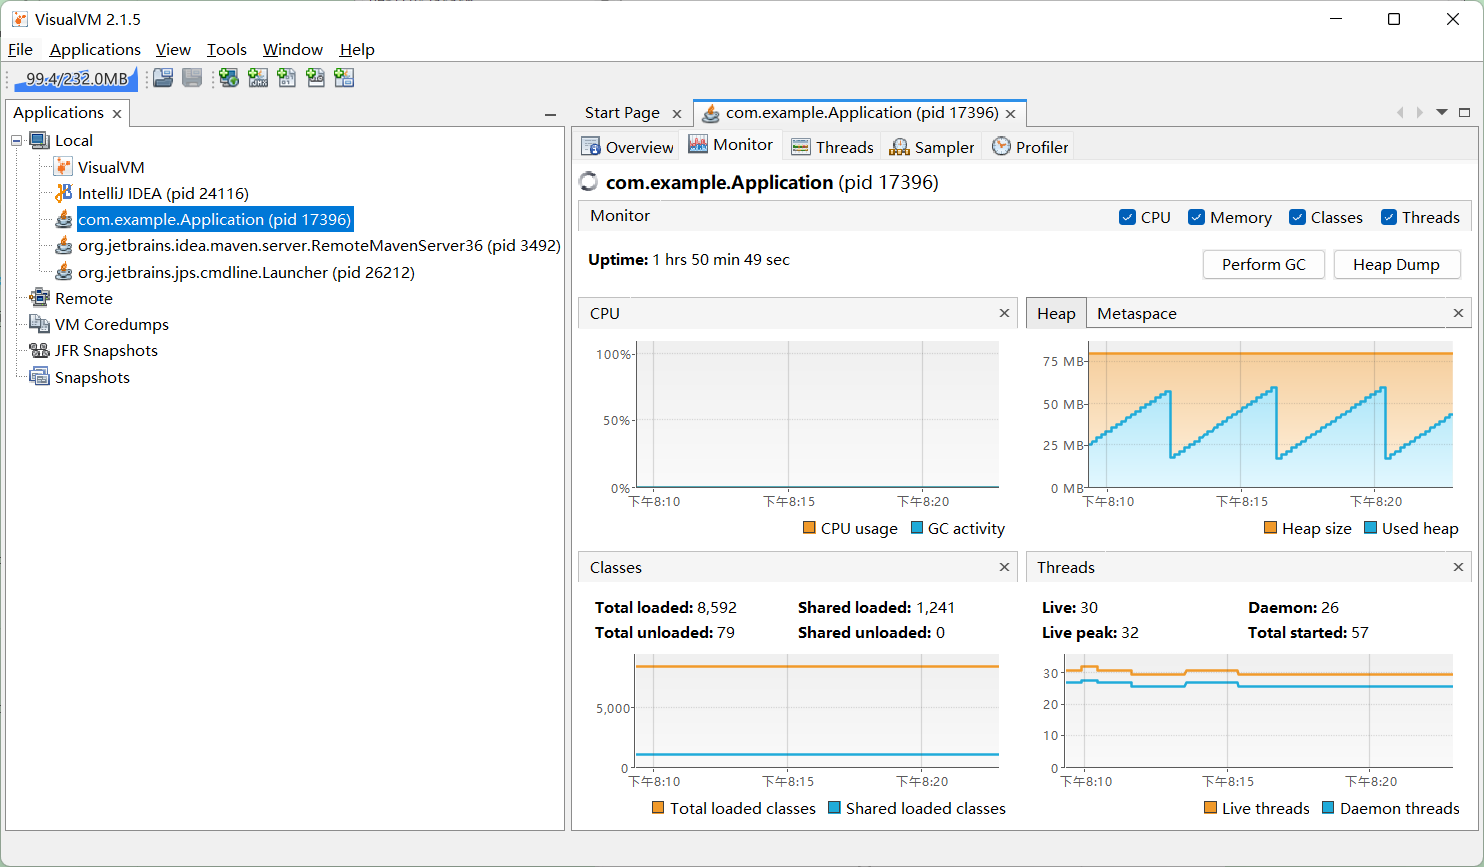 VisualVM 2.1.5
File Applications View Tools Window Help
99.4/232.0MB
Applications
Local
VisualVM
IntelliJ IDEA (pid 24116)
com.example.Application (pid 17396)
org.jetbrains.idea.maven.server.RemoteMavenServer36 (pid 3492)
org.jetbrains.jps.cmdline.Launcher (pid 26212)
Remote
VM Coredumps
JFR Snapshots
Snapshots
Start Page com.example.Application (pid 17396)
Overview Monitor Threads Sampler Profiler
com.example.Application (pid 17396)
Monitor CPU Memory Classes Threads
Uptime: 1 hrs 50 min 49 sec
Perform GC Heap Dump
CPU
100%
50%
0%
下午8:10 下午8:15 下午8:20
CPU usage GC activity
Heap Metaspace
75 MB
50 MB
25 MB
0 MB
下午8:10 下午8:15 下午8:20
Heap size Used heap
Classes
Total loaded: 8,592 Shared loaded: 1,241
Total unloaded: 79 Shared unloaded: 0
5,000
0
下午8:10 下午8:15 下午8:20
Total loaded classes Shared loaded classes
Threads
Live: 30 Daemon: 26
Live peak: 32 Total started: 57
30
20
10
0
下午8:10 下午8:15 下午8:20
Live threads Daemon threads